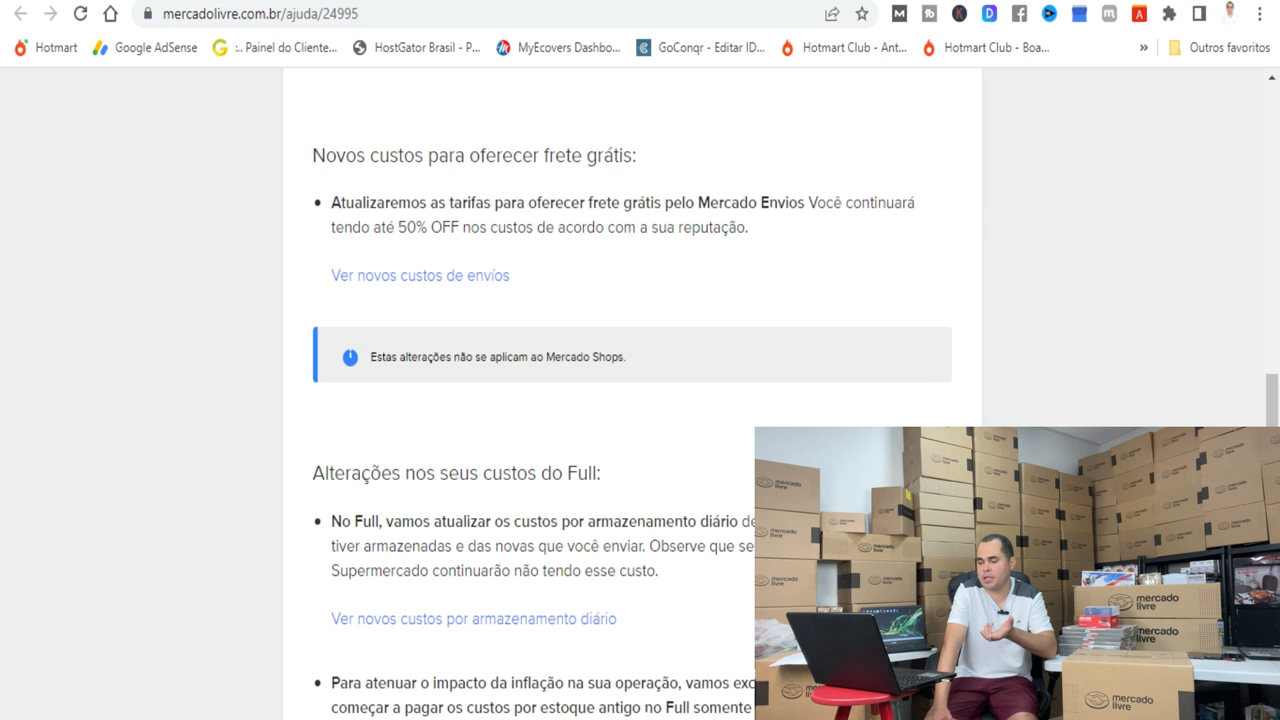 mercadolivre.com.br/ajuda/24995
Hotmart
Google AdSense
:. Painel do Cliente...
HostGator Brasil - P...
MyEcovers Dashbo...
GoConqr - Editar ID...
Hotmart Club - Ant...
Hotmart Club - Boa...
»
Outros favoritos
Novos custos para oferecer frete grátis:
• Atualizaremos as tarifas para oferecer frete grátis pelo Mercado Envios Você continuará
tendo até 50% OFF nos custos de acordo com a sua reputação.
Ver novos custos de envíos
Estas alterações não se aplicam ao Mercado Shops.
Alterações nos seus custos do Full:
• No Full, vamos atualizar os custos por armazenamento diário de
tiver armazenadas e das novas que você enviar. Observe que se
Supermercado continuarão não tendo esse custo.
Ver novos custos por armazenamento diário
• Para atenuar o impacto da inflação na sua operação, vamos exc
começar a pagar os custos por estoque antigo no Full somente
mercado
livre
mercado
livre
mercado
livre